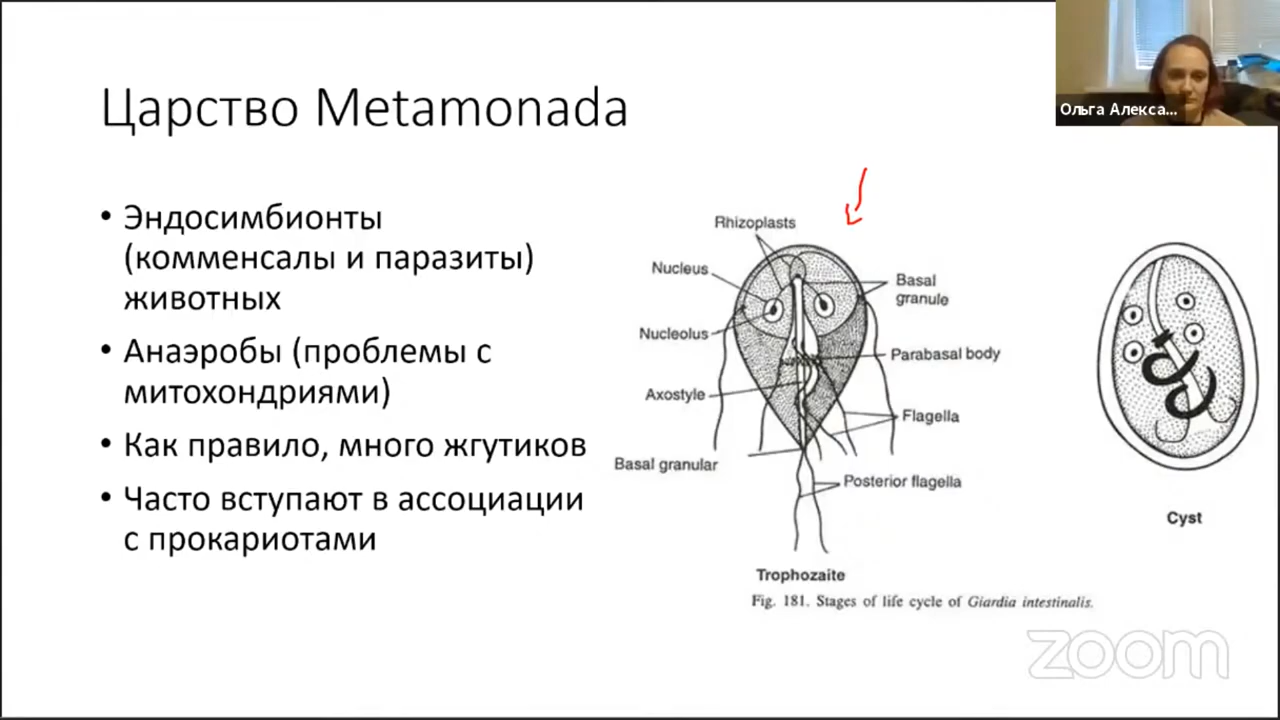 Ольга Алекса...
Царство Metamonada
• Эндосимбионты
(комменсалы и паразиты)
животных
• Анаэробы (проблемы с
митохондриями)
• Как правило, много жгутиков
• Часто вступают в ассоциации
с прокариотами
Rhizoplasts
Nucleus
Nucleolus
Axostyle
Basal granular
Basal
granule
Parabasal body
Flagella
Posterior flagella
Trophozaite
Cyst
Fig. 181. Stages of life cycle of Giardia intestinalis.
zoom